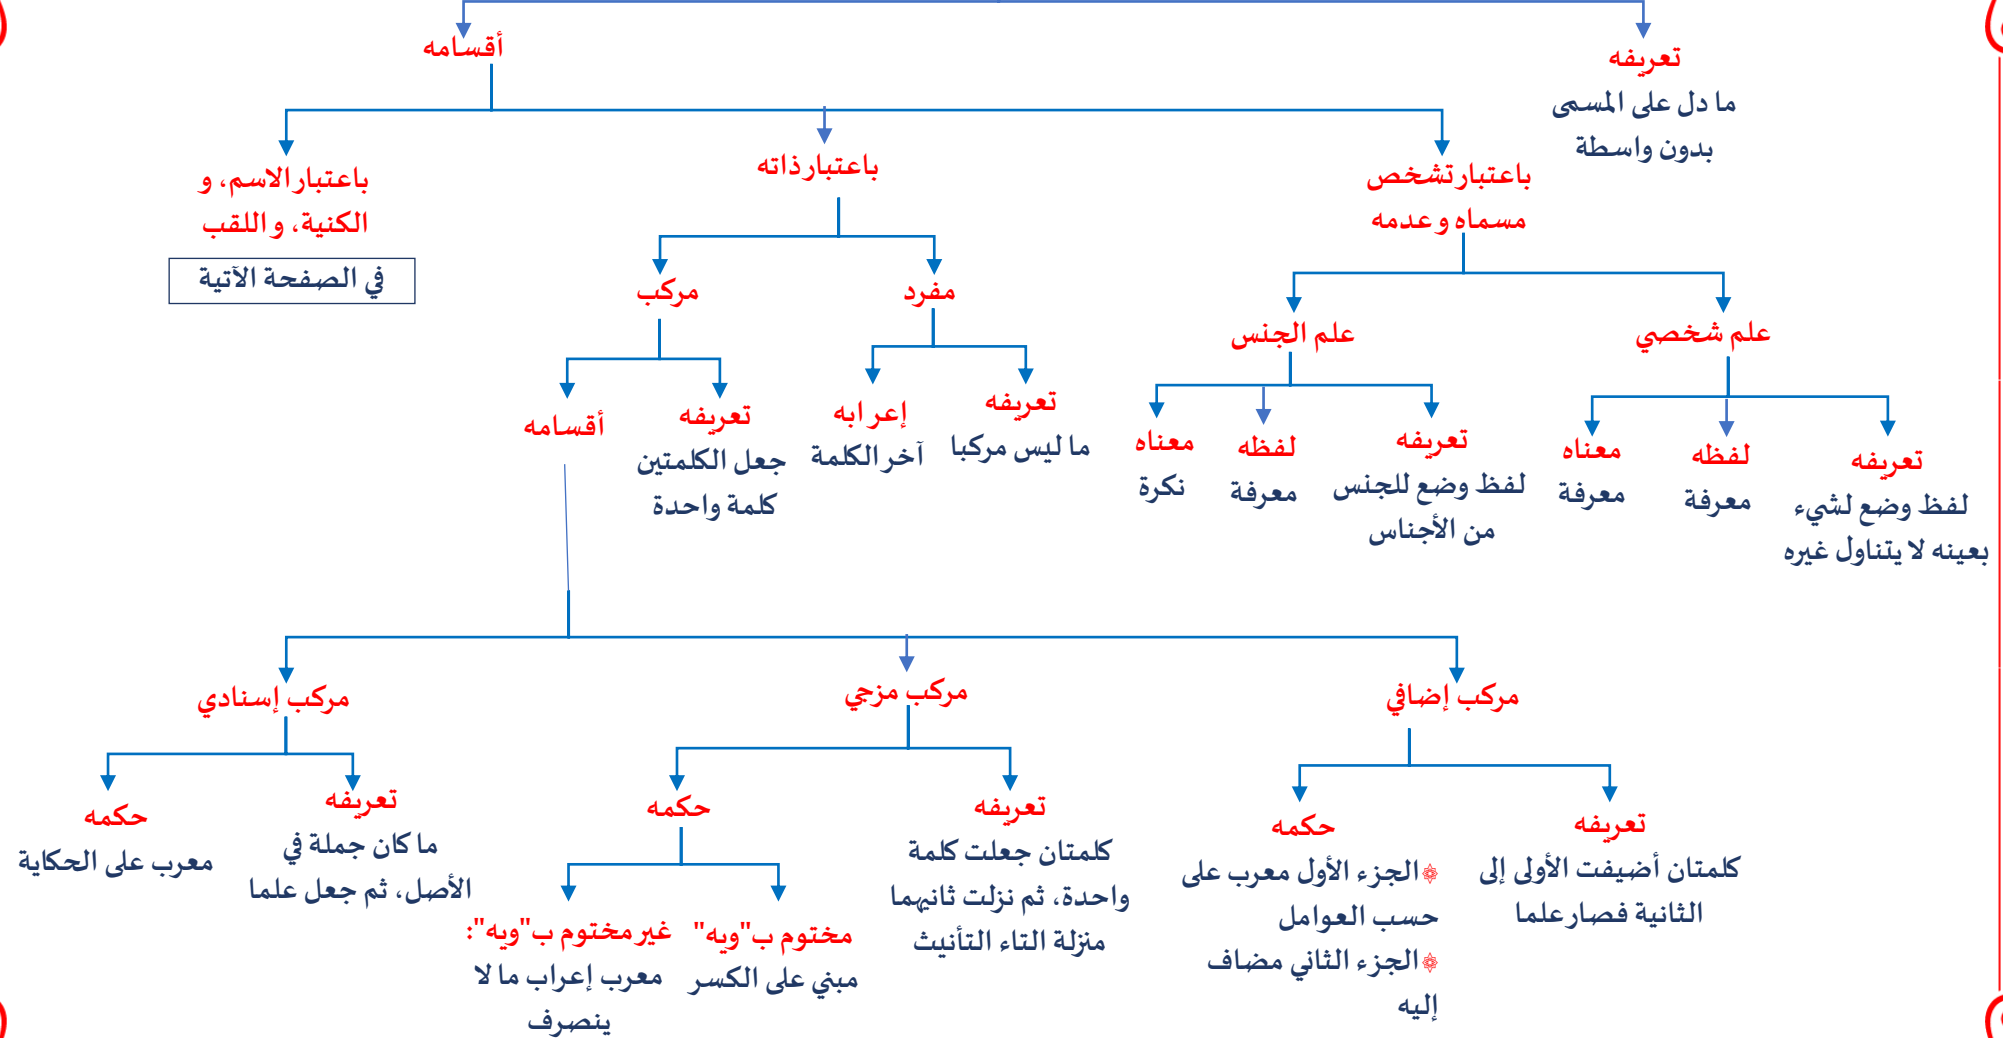 أقسامه
تعريفه
ما دل على المسمى
بدون واسطة
باعتبار تشخص
مسماه وعدمه
باعتبار ذاته
باعتبار الاسم، و
الكنية، واللقب
في الصفحة الآتية
علم شخصي
علم الجنس
مفرد
مركب
تعريفه
لفظ وضع لشيء
بعينه لا يتناول غيره
لفظه
معرفة
معناه
معرفة
تعريفه
لفظ وضع للجنس
من الأجناس
لفظه
معرفة
معناه
نكرة
تعريفه
ما ليس مركبا
إعرابه
آخر الكلمة
تعريفه
جعل الكلمتين
كلمة واحدة
أقسامه
مركب إضافي
مركب مزجي
مركب إسنادي
تعريفه
كلمتان أضيفت الأولى إلى
الثانية فصار علما
حكمه
الجزء الأول معرب على
حسب العوامل
الجزء الثاني مضاف
إليه
تعريفه
كلمتان جعلت كلمة
واحدة، ثم نزلت ثانيهما
منزلة التاء التأنيث
حكمه
مختوم ب"ويه"
مبني على الكسر
غير مختوم ب"ويه":
معرب إعراب ما لا
ينصرف
تعريفه
ما كان جملة في
الأصل، ثم جعل علما
حكمه
معرب على الحكاية